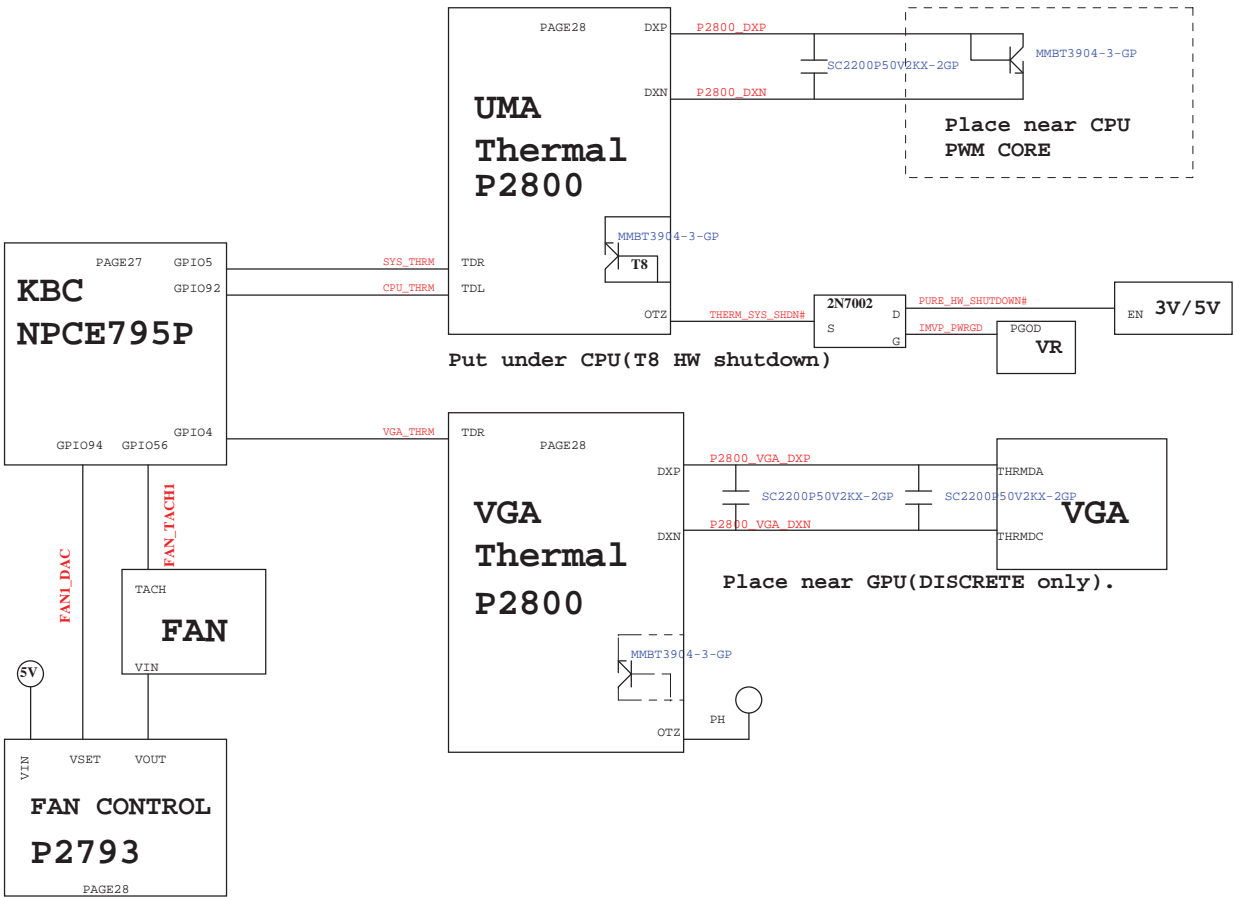 PAGE28
DXP
P2800_DXP
SC2200P50V2KX-2GP
MMBT3904-3-GP
DXN
P2800_DXN
UMA
Thermal
P2800
Place near CPU
PWM CORE
MMBT3904-3-GP
T8
PAGE27
GPIO5
SYS_THRM
TDR
GPIO92
CPU_THRM
TDL
KBC
NPCE795P
OTZ
THERM_SYS_SHDN#
2N7002
S
D
G
PURE_HW_SHUTDOWN#
IMVP_PWRGD
PGOD
VR
EN
3V/5V
Put under CPU(T8 HW shutdown)
GPIO4
VGA_THRM
TDR
PAGE28
GPIO94
GPIO56
DXP
P2800_VGA_DXP
THRMDA
SC2200P50V2KX-2GP
SC2200P50V2KX-2GP
VGA
DXN
P2800_VGA_DXN
THRMDC
VGA
Thermal
P2800
Place near GPU(DISCRETE only).
FAN1_DAC
FAN_TACH1
TACH
FAN
VIN
MMBT3904-3-GP
OTZ
PH
5V
VIN
VSET
VOUT
FAN CONTROL
P2793
PAGE28